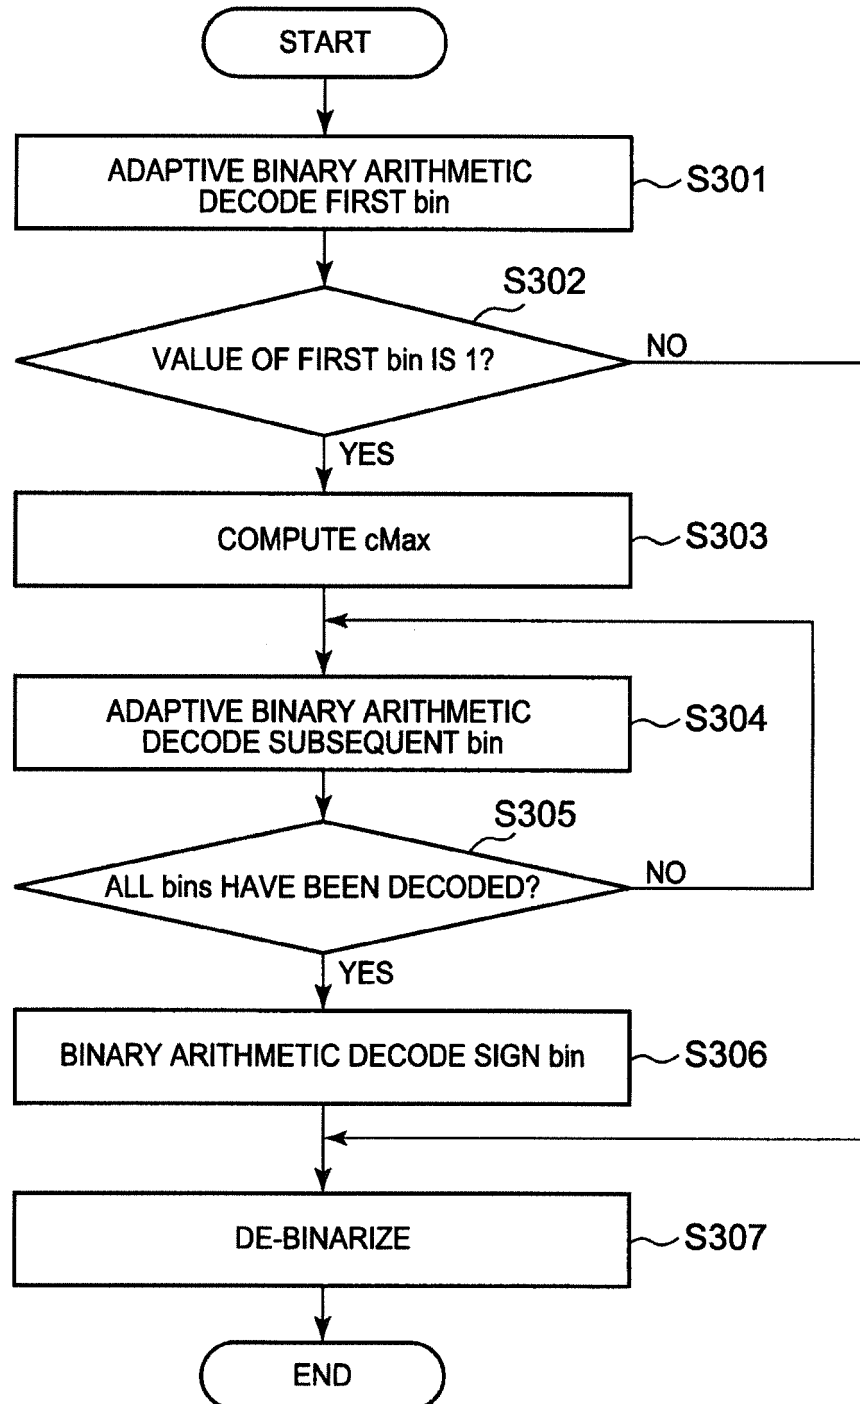 START
ADAPTIVE BINARY ARITHMETIC
DECODE FIRST bin
S301
S302
VALUE OF FIRST bin IS 1?
NO
YES
COMPUTE cMax
S303
ADAPTIVE BINARY ARITHMETIC
DECODE SUBSEQUENT bin
S304
S305
ALL bins HAVE BEEN DECODED?
NO
YES
BINARY ARITHMETIC DECODE SIGN bin
S306
DE-BINARIZE
S307
END